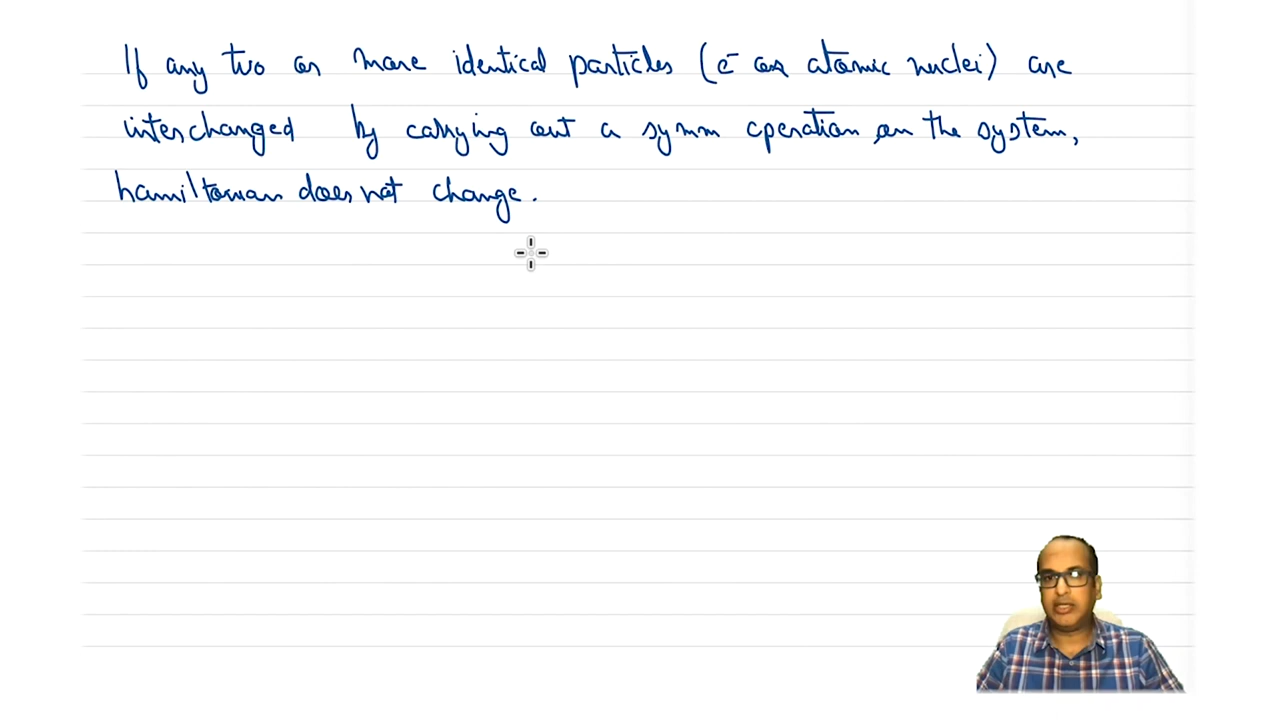 If any two or more identical particles (e⁻ or atomic nuclei) are
interchanged by carrying out a symm operation on the system,
hamiltonian does not change.